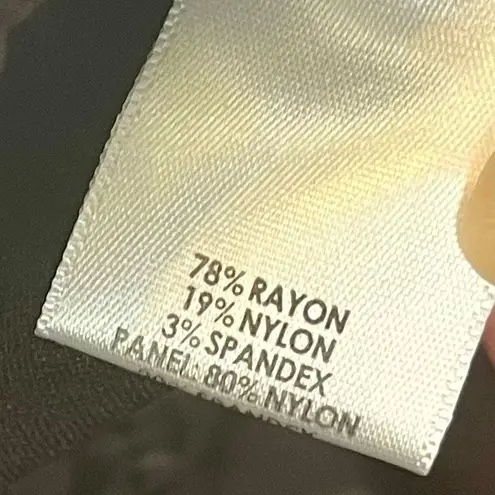 78% RAYON
19% NYLON
3% SPANDEX
PANEL: 80% NYLON